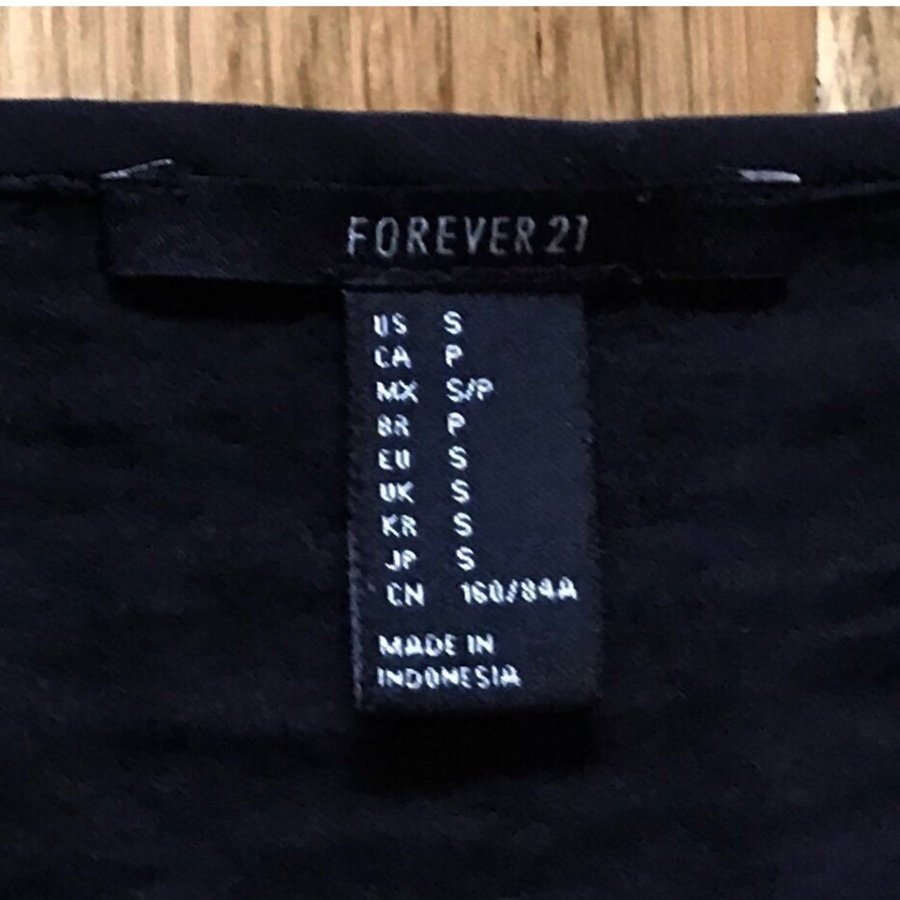 FOREVER 21
US S
CA P
MX S/P
BR P
EU S
UK S
KR S
JP S
CN 160/84A
MADE IN
INDONESIA